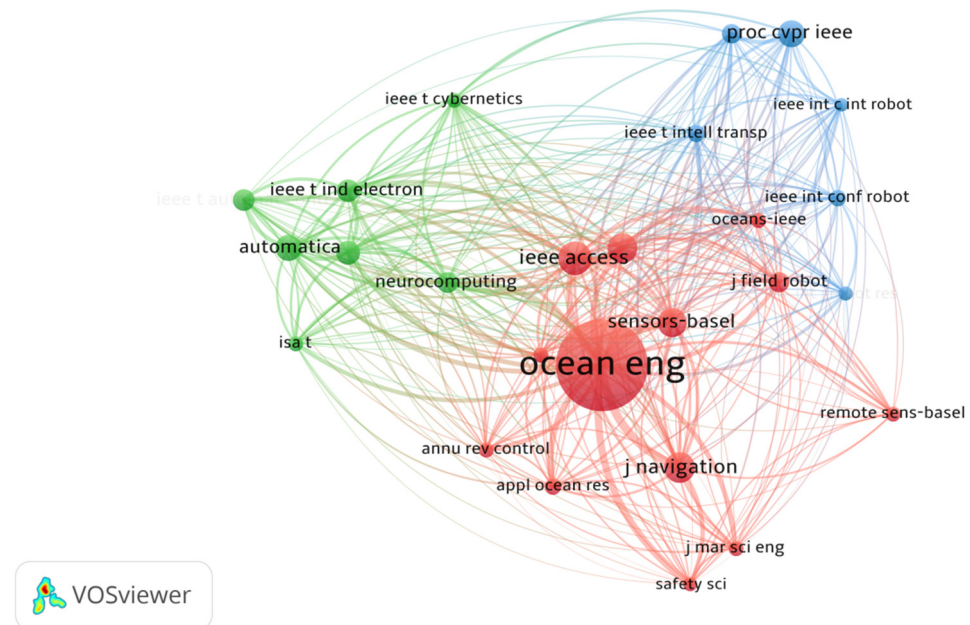 proc cvpr ieee
ieee t cybernetics
ieee int c int robot
ieee t intell transp
ieee t ind electron
ieee t au
ieee int conf robot
oceans-ieee
automatica
ieee access
neurocomputing
j field robot
sensors-basel
isa t
ocean eng
remote sens-basel
annu rev control
j navigation
appl ocean res
j mar sci eng
safety sci
VOSviewer